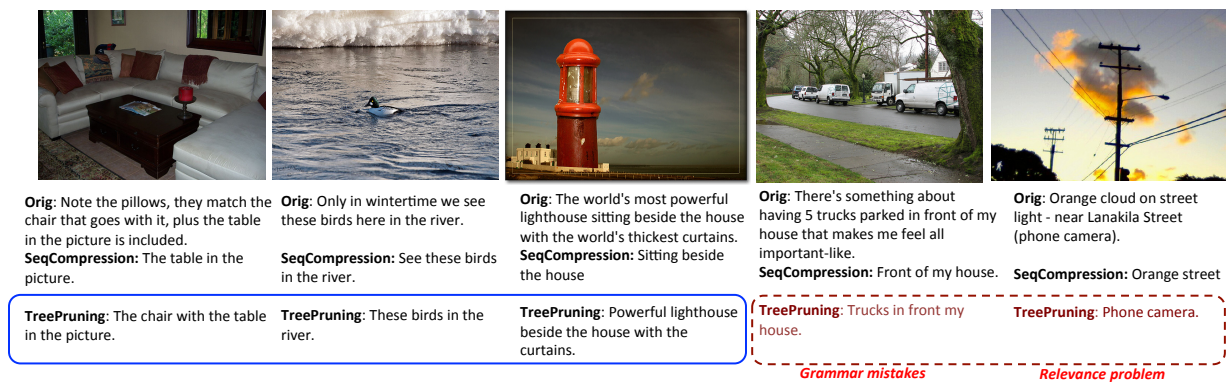 Orig: Note the pillows, they match the
chair that goes with it, plus the table
in the picture is included.
SeqCompression: The table in the
picture.
TreePruning: The chair with the table
in the picture.
Orig: Only in wintertime we see
these birds here in the river.
SeqCompression: See these birds
in the river.
TreePruning: These birds in the
river.
Orig: The world's most powerful
lighthouse sitting beside the house
with the world's thickest curtains.
SeqCompression: Sitting beside
the house
TreePruning: Powerful lighthouse
beside the house with the
curtains.
Orig: There's something about
having 5 trucks parked in front of my
house that makes me feel all
important-like.
SeqCompression: Front of my house.
TreePruning: Trucks in front my
house.
Grammar mistakes
Orig: Orange cloud on street
light - near Lanakila Street
(phone camera).
SeqCompression: Orange street
TreePruning: Phone camera.
Relevance problem